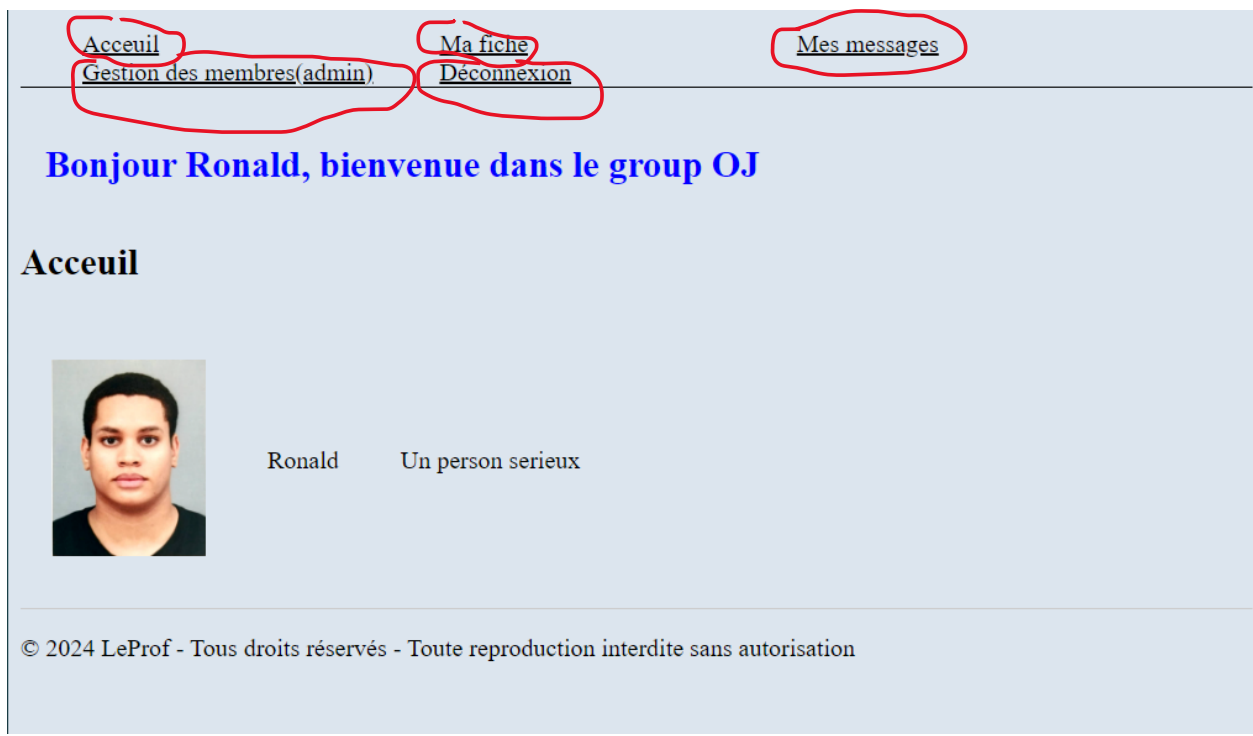 Acceuil Ma fiche Mes messages
Gestion des membres(admin) Déconnexion
Bonjour Ronald, bienvenue dans le group OJ
Acceuil
Ronald Un person serieux
© 2024 LeProf - Tous droits réservés - Toute reproduction interdite sans autorisation